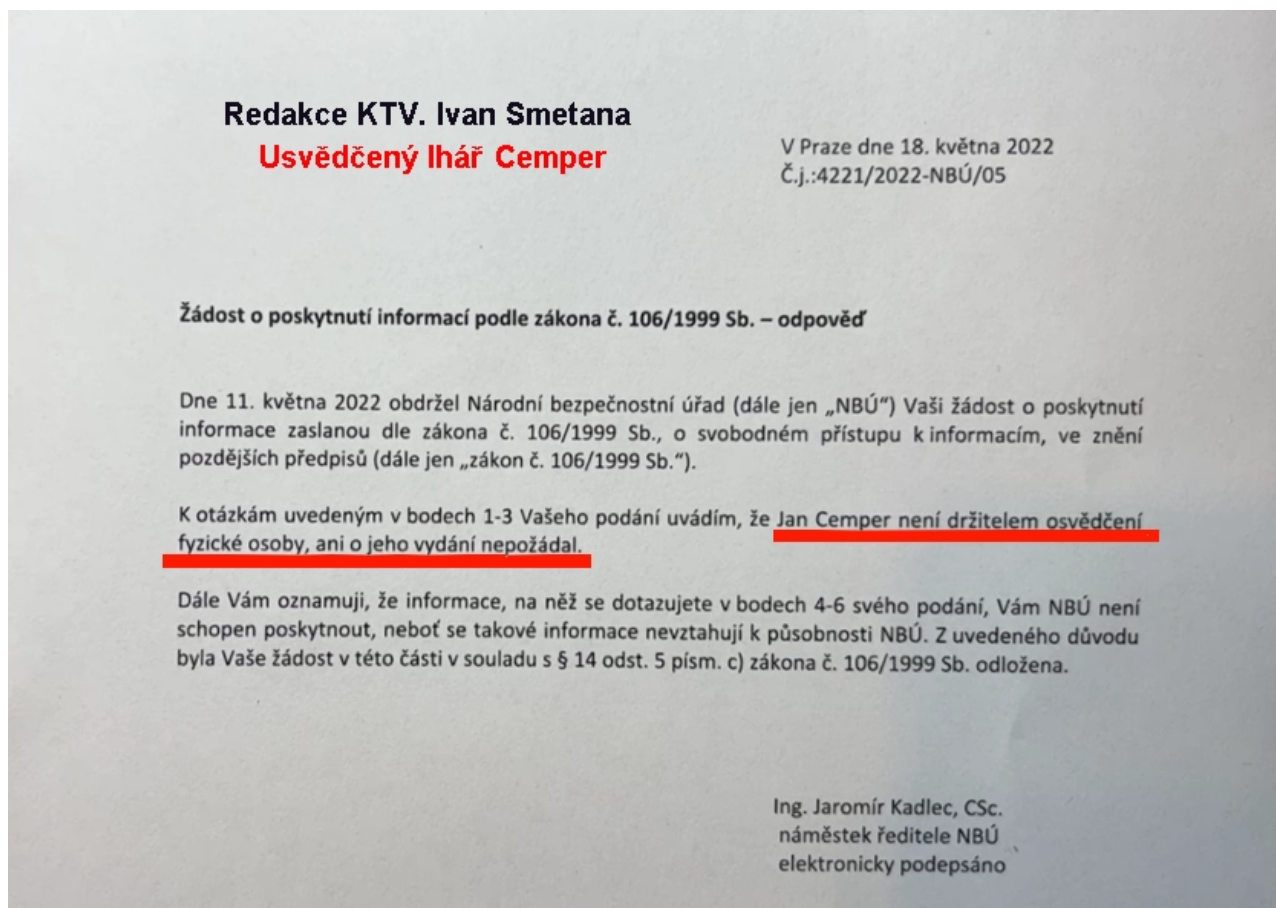 Redakce KTV. Ivan Smetana
Usvědčený lhář Cemper
V Praze dne 18. května 2022
Č.j.:4221/2022-NBÚ/05
Žádost o poskytnutí informací podle zákona č. 106/1999 Sb. – odpověď
Dne 11. května 2022 obdržel Národní bezpečnostní úřad (dále jen „NBÚ“) Vaši žádost o poskytnutí
informace zaslanou dle zákona č. 106/1999 Sb., o svobodném přístupu k informacím, ve znění
pozdějších předpisů (dále jen „zákon č. 106/1999 Sb.“).
K otázkám uvedeným v bodech 1-3 Vašeho podání uvádím, že Jan Cemper není držitelem osvědčení
fyzické osoby, ani o jeho vydání nepožádal.
Dále Vám oznamuji, že informace, na něž se dotazujete v bodech 4-6 svého podání, Vám NBÚ není
schopen poskytnout, neboť se takové informace nevztahují k působnosti NBÚ. Z uvedeného důvodu
byla Vaše žádost v této části v souladu s § 14 odst. 5 písm. c) zákona č. 106/1999 Sb. odložena.
Ing. Jaromír Kadlec, CSc.
náměstek ředitele NBÚ
elektronicky podepsáno